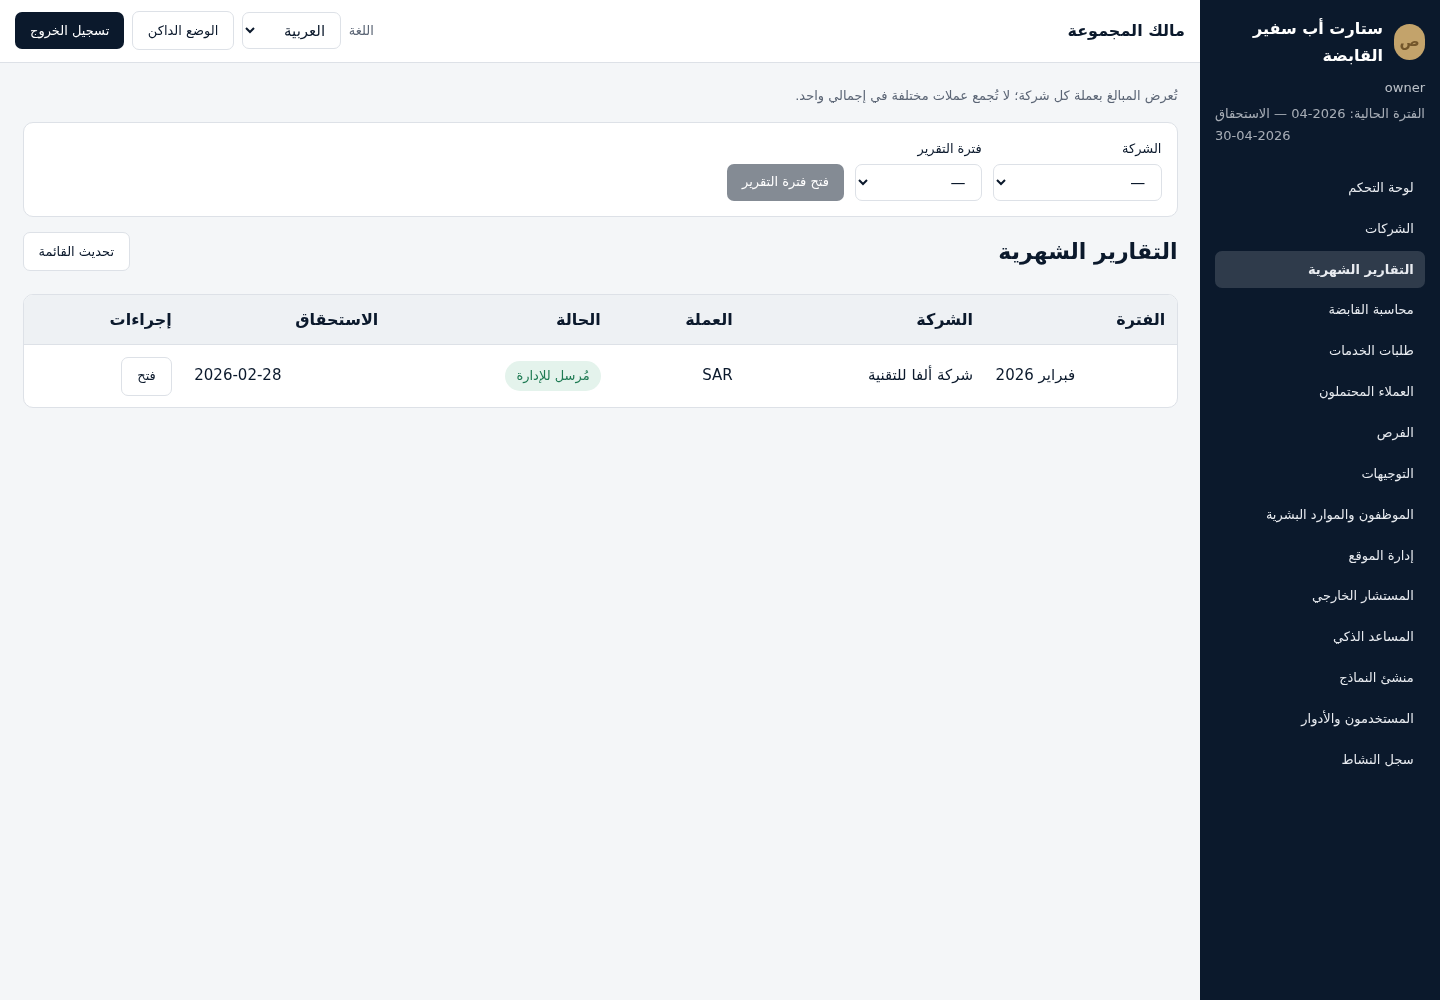 ص
ستارت أب سفير
القابضة
owner
الفترة الحالية: 2026-04 — الاستحقاق
2026-04-30
لوحة التحكم
الشركات
التقارير الشهرية
محاسبة القابضة
طلبات الخدمات
العملاء المحتملون
الفرص
التوجيهات
الموظفون والموارد البشرية
إدارة الموقع
المستشار الخارجي
المساعد الذكي
منشئ النماذج
المستخدمون والأدوار
سجل النشاط
مالك المجموعة
اللغة
العربية
الوضع الداكن
تسجيل الخروج
تُعرض المبالغ بعملة كل شركة؛ لا تُجمع عملات مختلفة في إجمالي واحد.
الشركة
فترة التقرير
—
—
فتح فترة التقرير
التقارير الشهرية
تحديث القائمة
الفترة الشركة العملة الحالة الاستحقاق إجراءات
فبراير 2026 شركة ألفا للتقنية SAR مُرسل للإدارة 2026-02-28 فتح